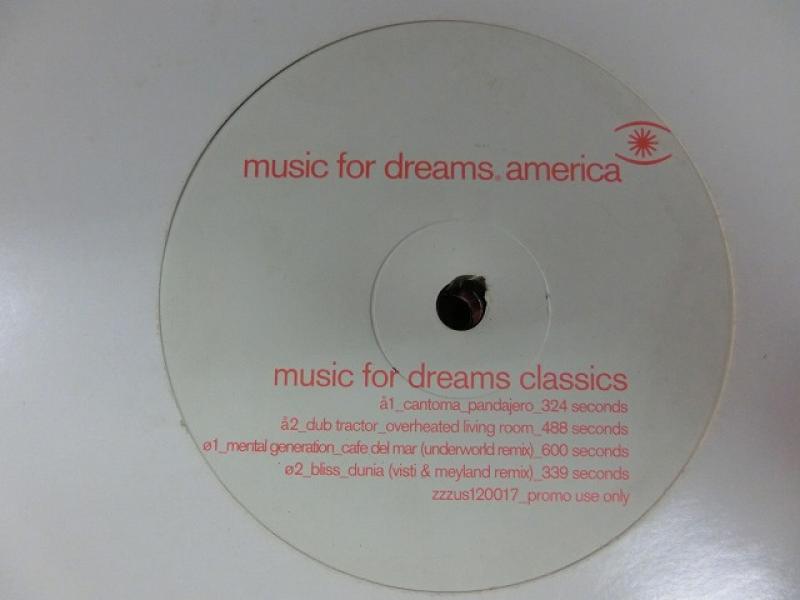 music for dreams® america
music for dreams classics
å1_cantoma_pandajero_324 seconds
å2_dub tractor_overheated living room_488 seconds
ø1_mental generation_cafe del mar (underworld remix)_600 seconds
ø2_bliss_dunia (visti & meyland remix)_339 seconds
zzzus120017_promo use only